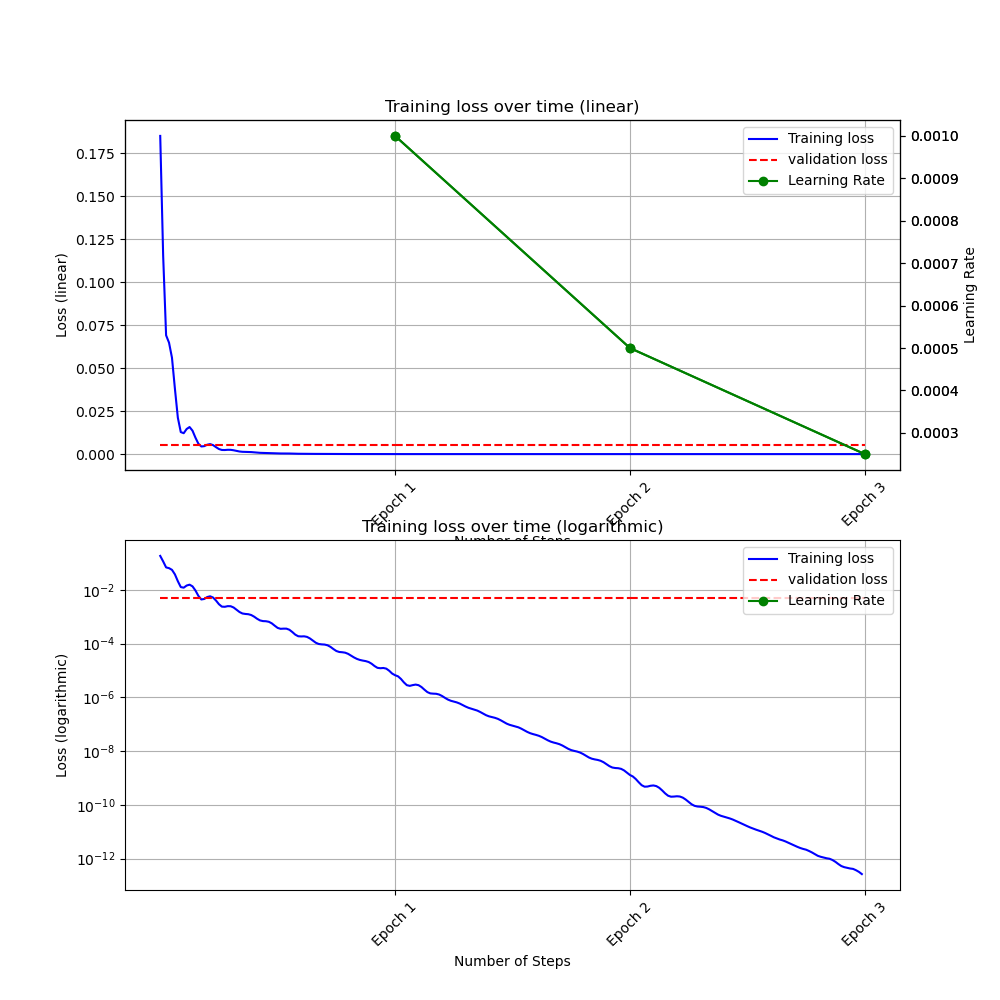 Training loss over time (linear)
Loss (linear)
0.175
0.150
0.125
0.100
0.075
0.050
0.025
0.000
Training loss
validation loss
Learning Rate
0.0010
0.0009
0.0008
0.0007
0.0006
0.0005
0.0004
0.0003
Learning Rate
Epoch 1
Epoch 2
Epoch 3
Number of Steps
Training loss over time (logarithmic)
Loss (logarithmic)
10⁻²
10⁻⁴
10⁻⁶
10⁻⁸
10⁻¹⁰
10⁻¹²
Training loss
validation loss
Learning Rate
Epoch 1
Epoch 2
Epoch 3
Number of Steps